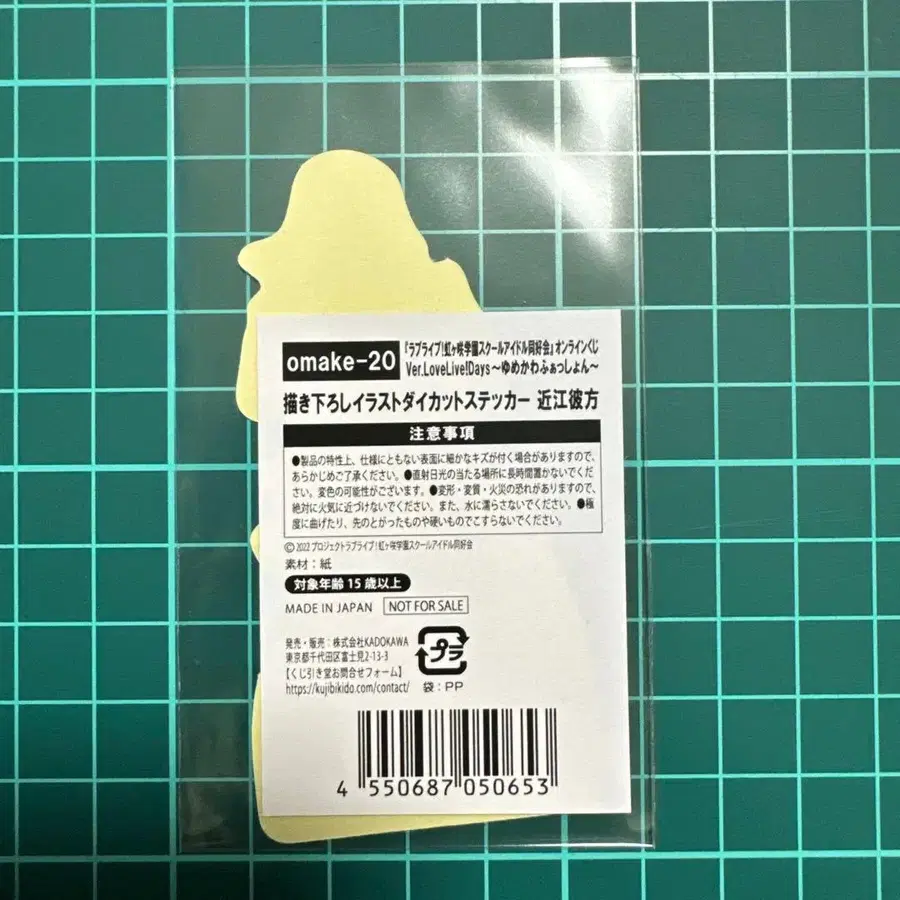 omake-20
『ラブライブ!虹ヶ咲学園スクールアイドル同好会』オンラインくじ
Ver.LoveLive!Days～ゆめかわふぁっしょん～
描き下ろしイラストダイカットステッカー 近江彼方
注意事項
●製品の特性上、仕様にともない表面に細かなキズが付く場合がありますので、
あらかじめご了承ください。●直射日光の当たる場所に長時間置かないでくだ
さい。変色の可能性がございます。●変形・変質・火災の恐れがありますので、
絶対に火気に近づけないでください。また、水に濡らさないでください。●極
度に曲げたり、先のとがったものや硬いものでこすらないでください。
©2022 プロジェクトラブライブ!虹ヶ咲学園スクールアイドル同好会
素材：紙
対象年齢15歳以上
MADE IN JAPAN NOT FOR SALE
発売・販売：株式会社KADOKAWA
東京都千代田区富士見2-13-3
【くじ引き堂お問合せフォーム】
https://kujibikido.com/contact/
プラ
袋：PP
4 550687 050653